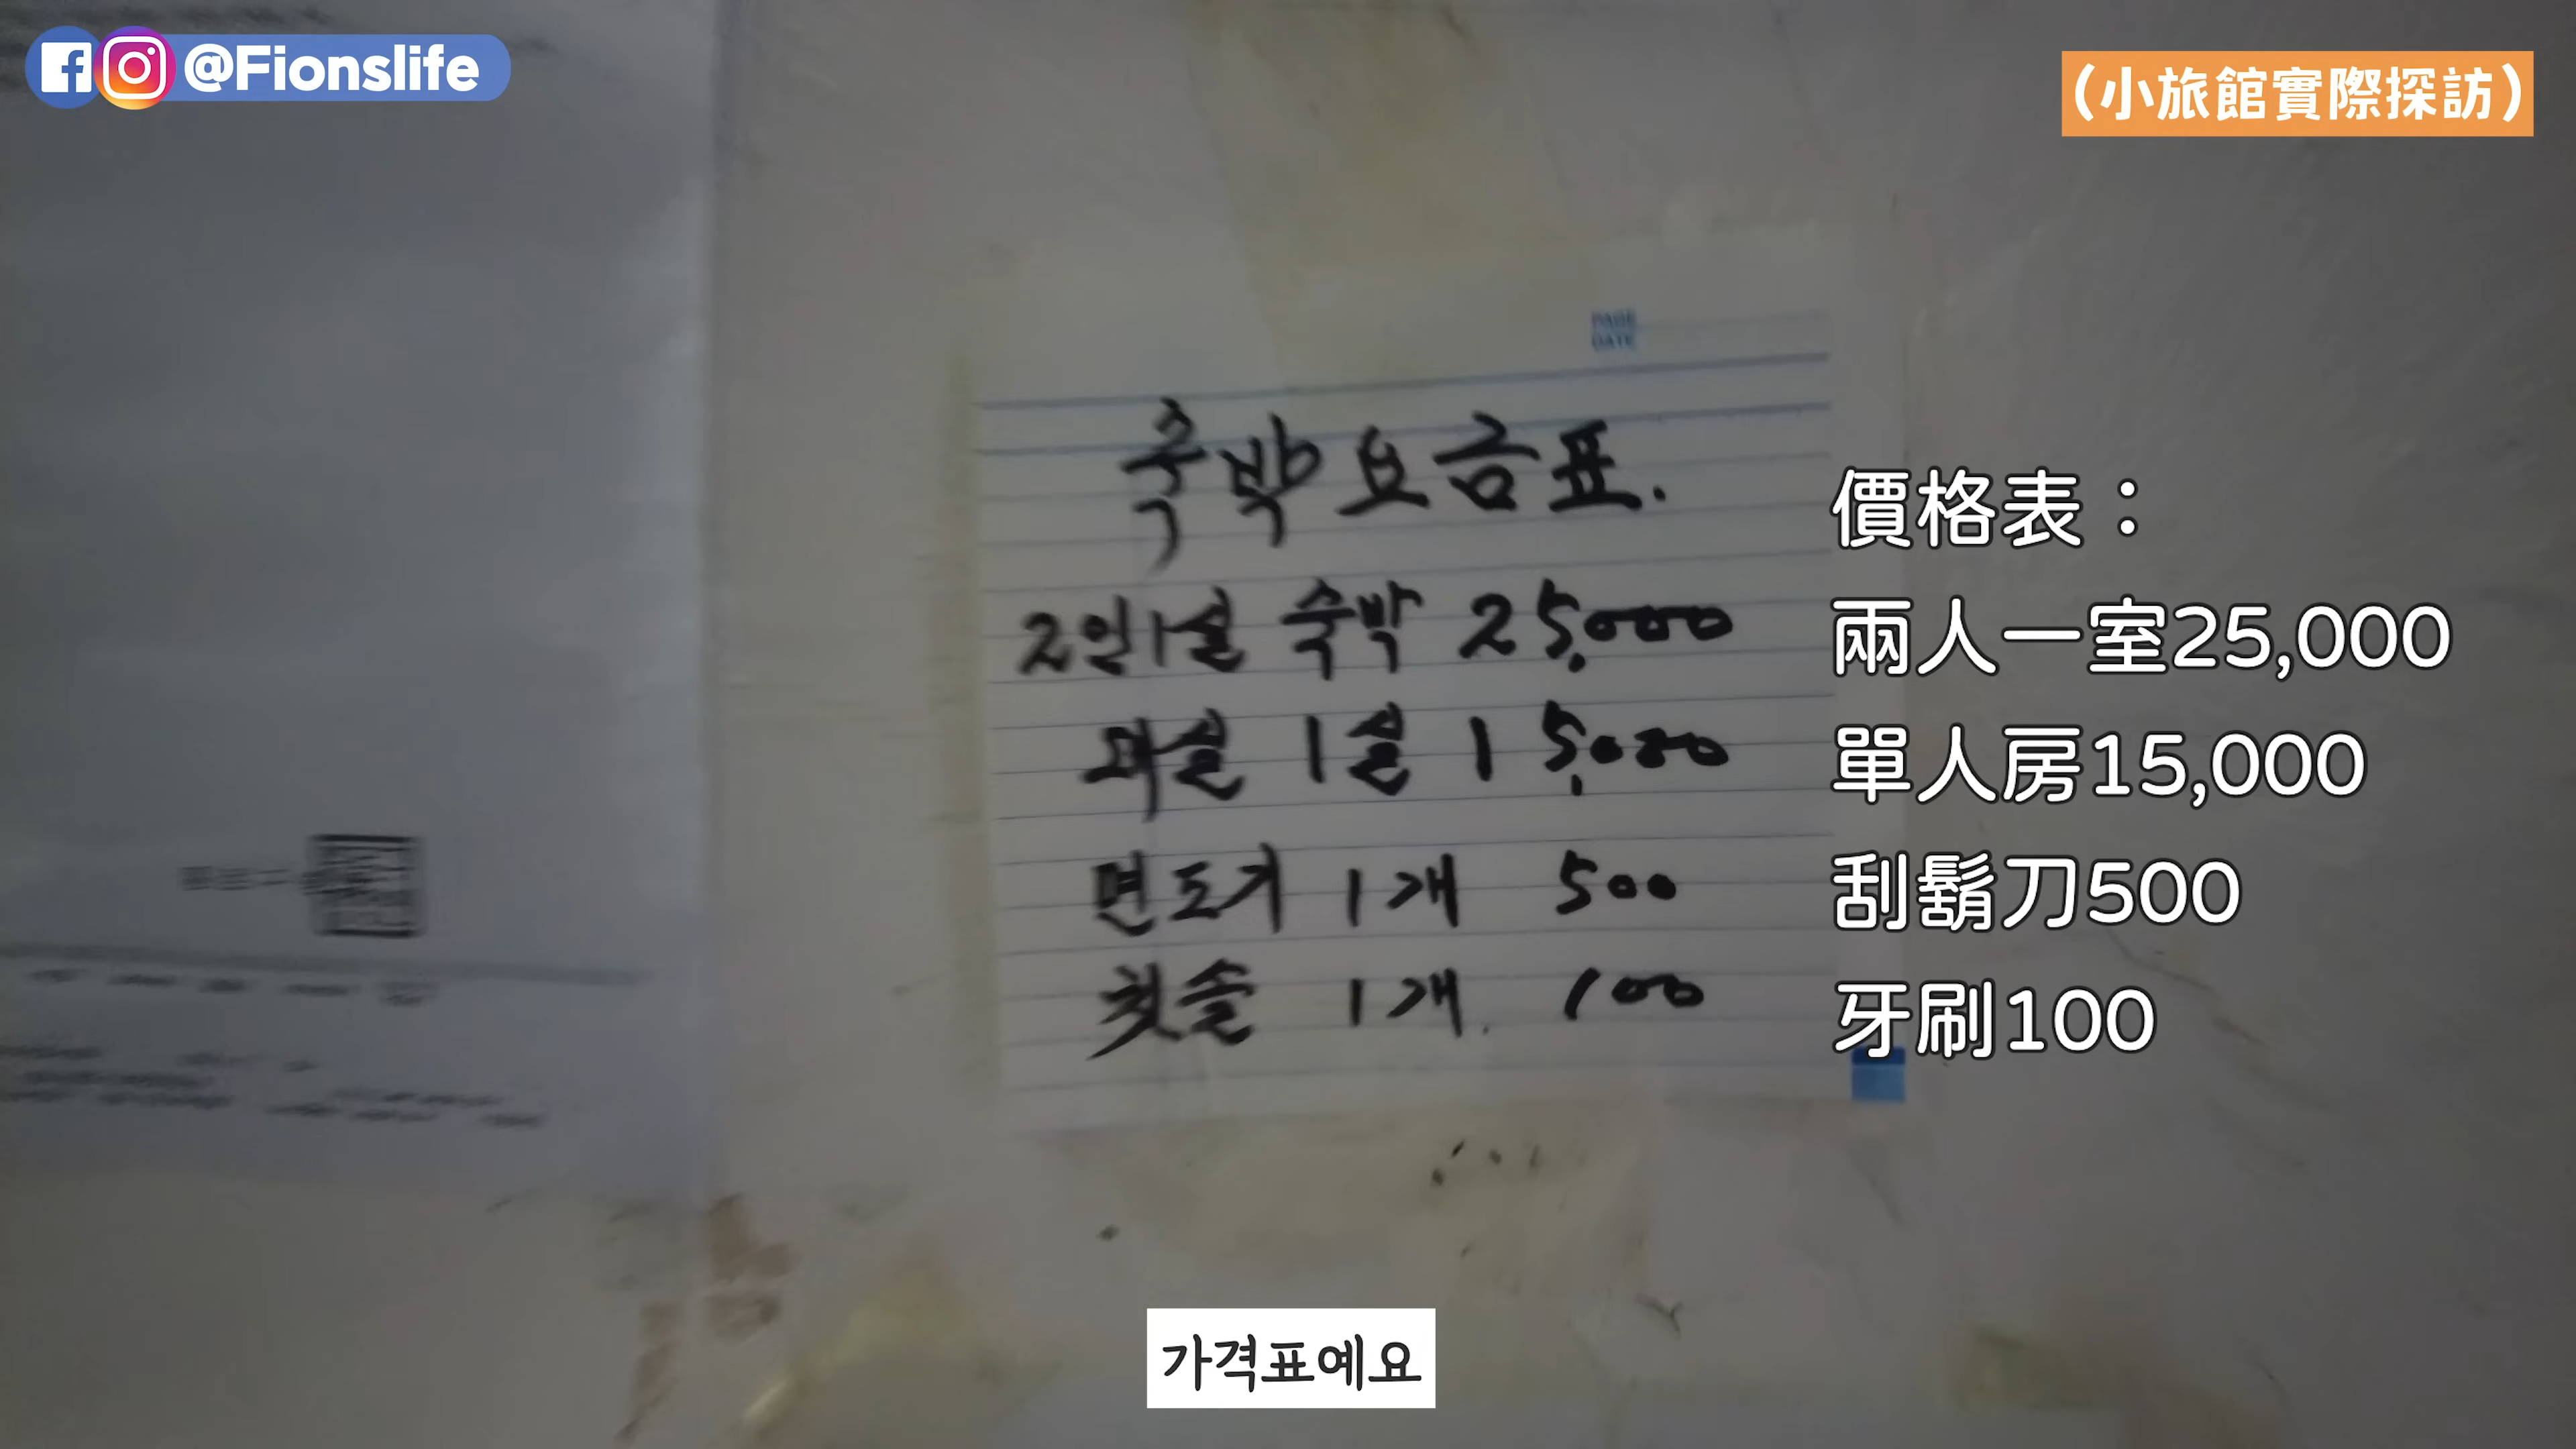 @Fionslife
(小旅館實際探訪)
PAGE
DATE
숙박요금표.
2인1실 숙박 25,000
1실 15,000
면도기 1개 500
칫솔 1개. 100
價格表：
兩人一室25,000
單人房15,000
刮鬍刀500
牙刷100
가격표예요